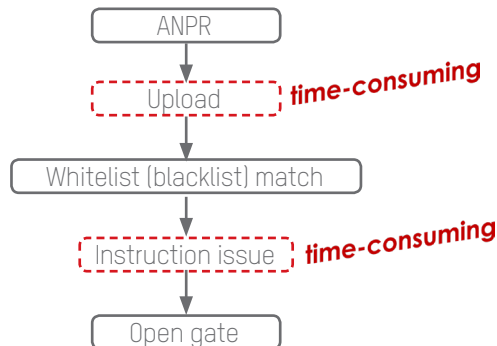 ANPR
Upload
time-consuming
Whitelist (blacklist) match
Instruction issue
time-consuming
Open gate